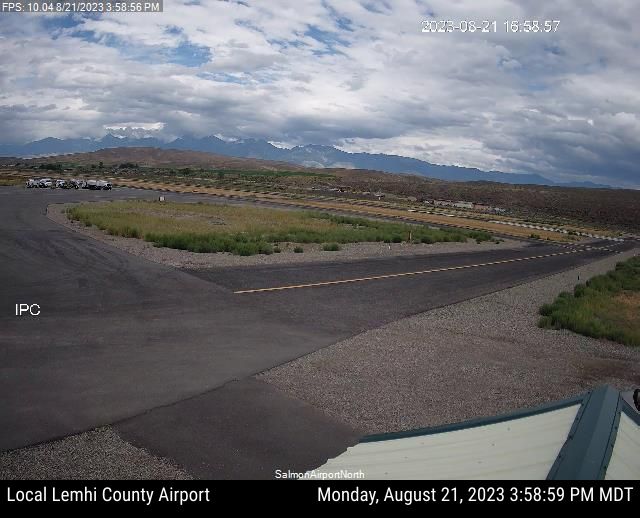 FPS: 10.04 8/21/2023 3:58:56 PM
2023-08-21 15:58:57
IPC
SalmonAirportNorth
Local Lemhi County Airport
Monday, August 21, 2023 3:58:59 PM MDT